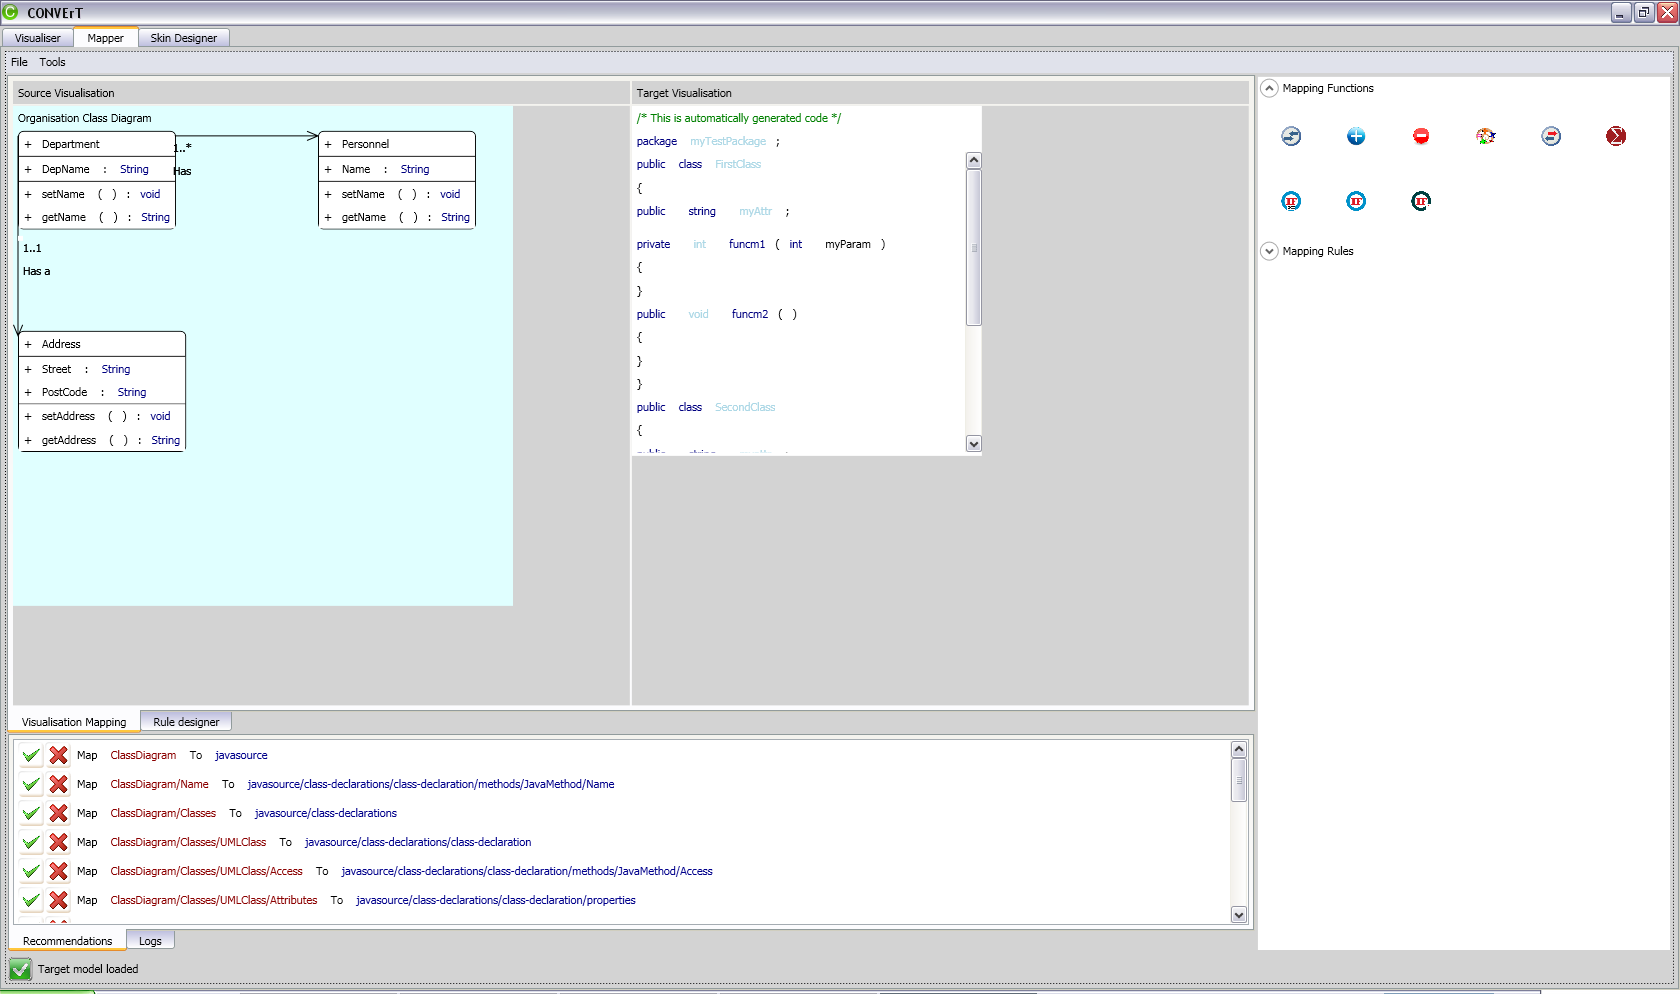 CONVErT
Visualiser Mapper Skin Designer
File Tools
Source Visualisation
Organisation Class Diagram
+ Department
+ DepName : String
+ setName ( ) : void
+ getName ( ) : String
1..*
Has
+ Personnel
+ Name : String
+ setName ( ) : void
+ getName ( ) : String
1..1
Has a
+ Address
+ Street : String
+ PostCode : String
+ setAddress ( ) : void
+ getAddress ( ) : String
Target Visualisation
/* This is automatically generated code */
package myTestPackage ;
public class FirstClass
{
public string myAttr ;
private int funcm1 ( int myParam )
{
}
public void funcm2 ( )
{
}
}
public class SecondClass
{
public string myAttr ;
Mapping Functions
IF IF IF
Mapping Rules
Visualisation Mapping Rule designer
Map ClassDiagram To javasource
Map ClassDiagram/Name To javasource/class-declarations/class-declaration/methods/JavaMethod/Name
Map ClassDiagram/Classes To javasource/class-declarations
Map ClassDiagram/Classes/UMLClass To javasource/class-declarations/class-declaration
Map ClassDiagram/Classes/UMLClass/Access To javasource/class-declarations/class-declaration/methods/JavaMethod/Access
Map ClassDiagram/Classes/UMLClass/Attributes To javasource/class-declarations/class-declaration/properties
Recommendations Logs
Target model loaded